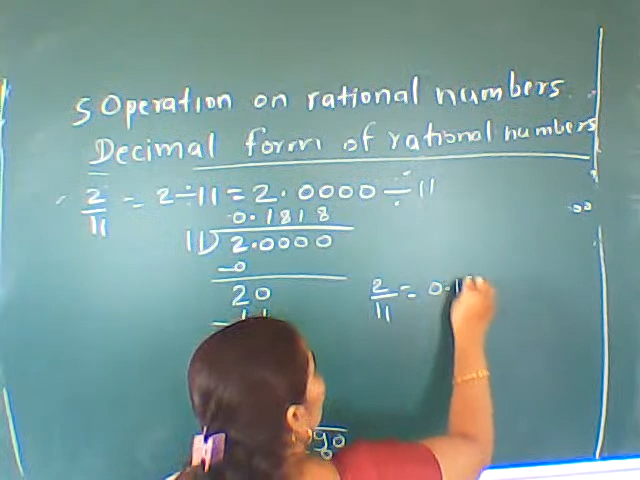 5 Operation on rational numbers.
Decimal form of rational numbers
2/11 = 2÷11 = 2.0000 ÷ 11
0.1818
11) 2.0000
-0
20
2/11 = 0.1
90